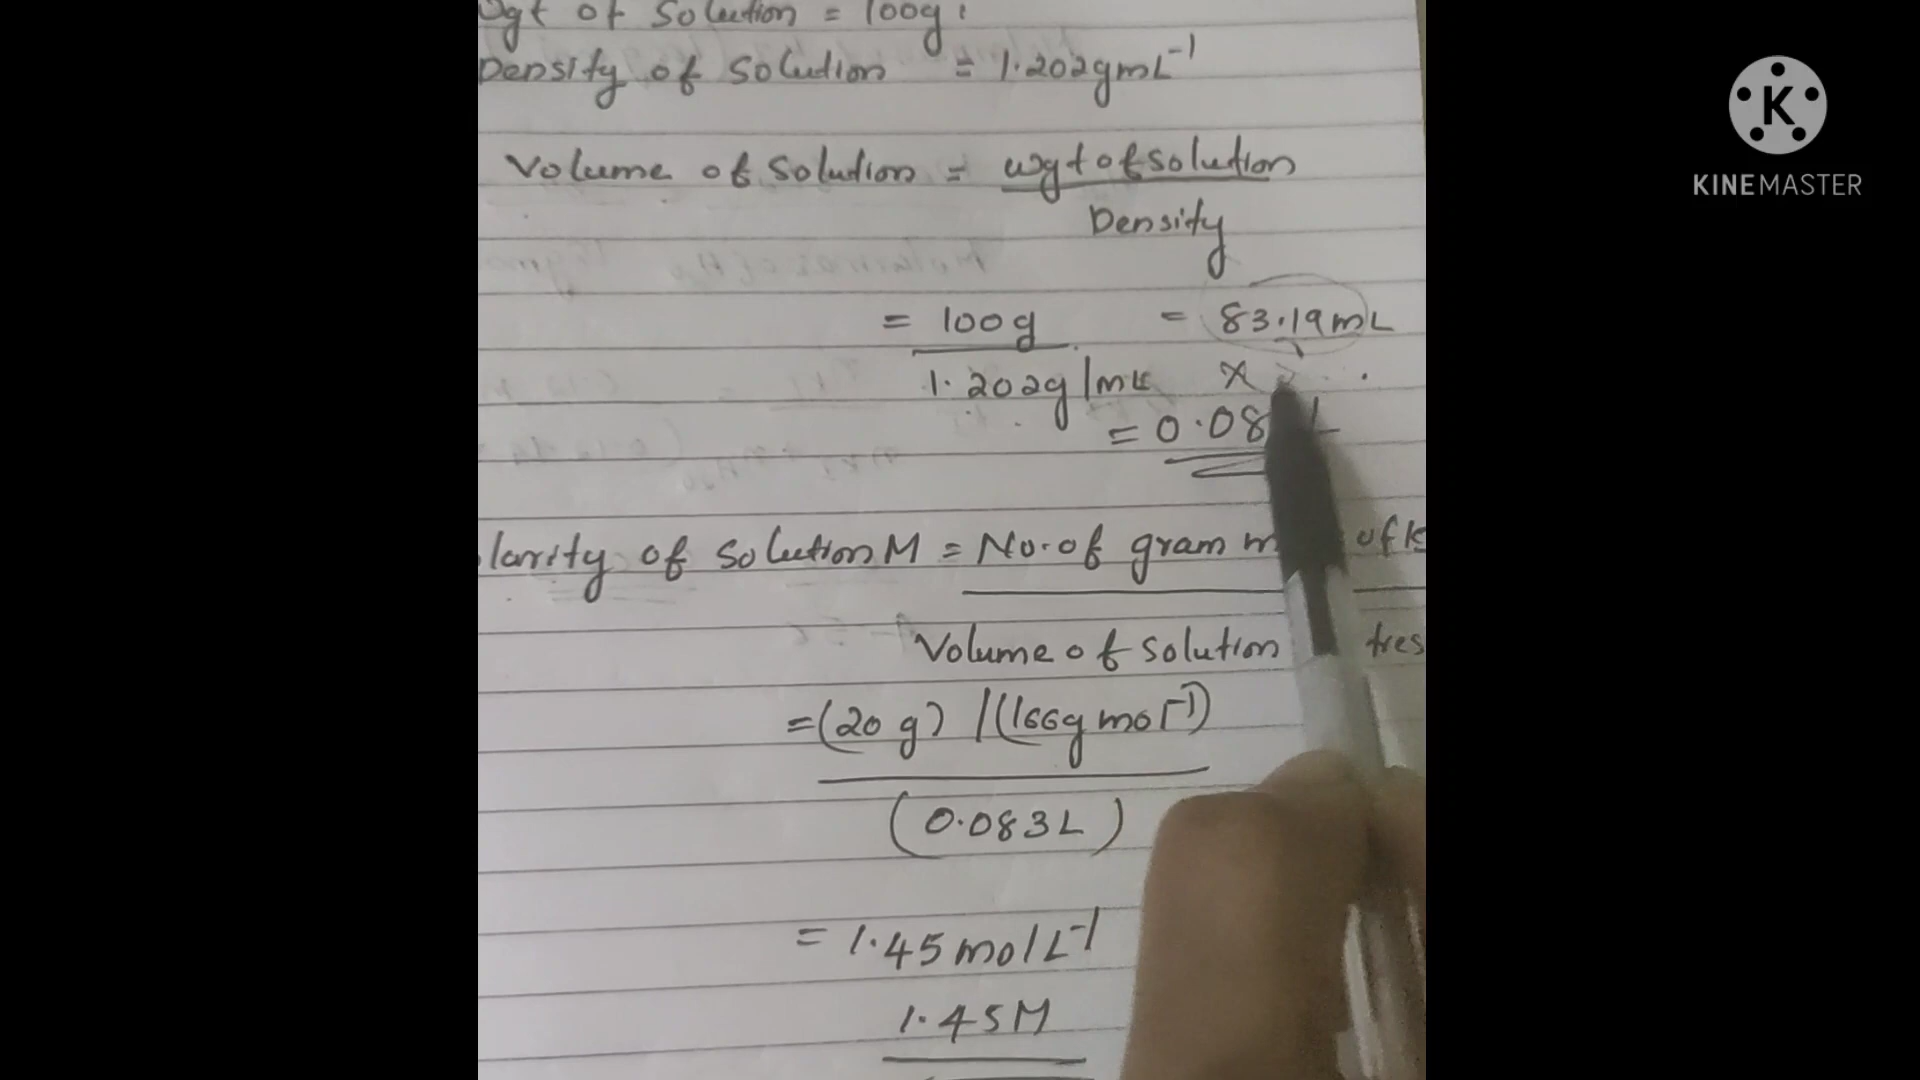 Wgt of Solution = 100g.
Density of Solution = 1.202gmL⁻¹
Volume of Solution = wgt of solution
Density
= 100g = 83.19mL
1.202g/mL
= 0.08 L
larity of Solution M = No. of gram m of k
Volume of solution tres
=(20 g) /(166g mol⁻¹)
(0.083L)
= 1.45 mol L⁻¹
1.45M
K
KINEMASTER